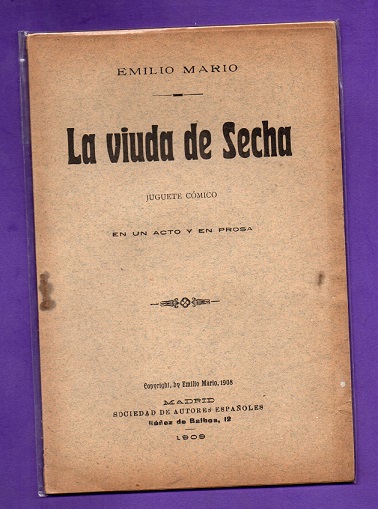 EMILIO MARIO
La viuda de Secha
JUGUETE CÓMICO
EN UN ACTO Y EN PROSA
Copyright, by Emilio Mario, 1908
MADRID
SOCIEDAD DE AUTORES ESPAÑOLES
Núñez de Balboa, 12
1909